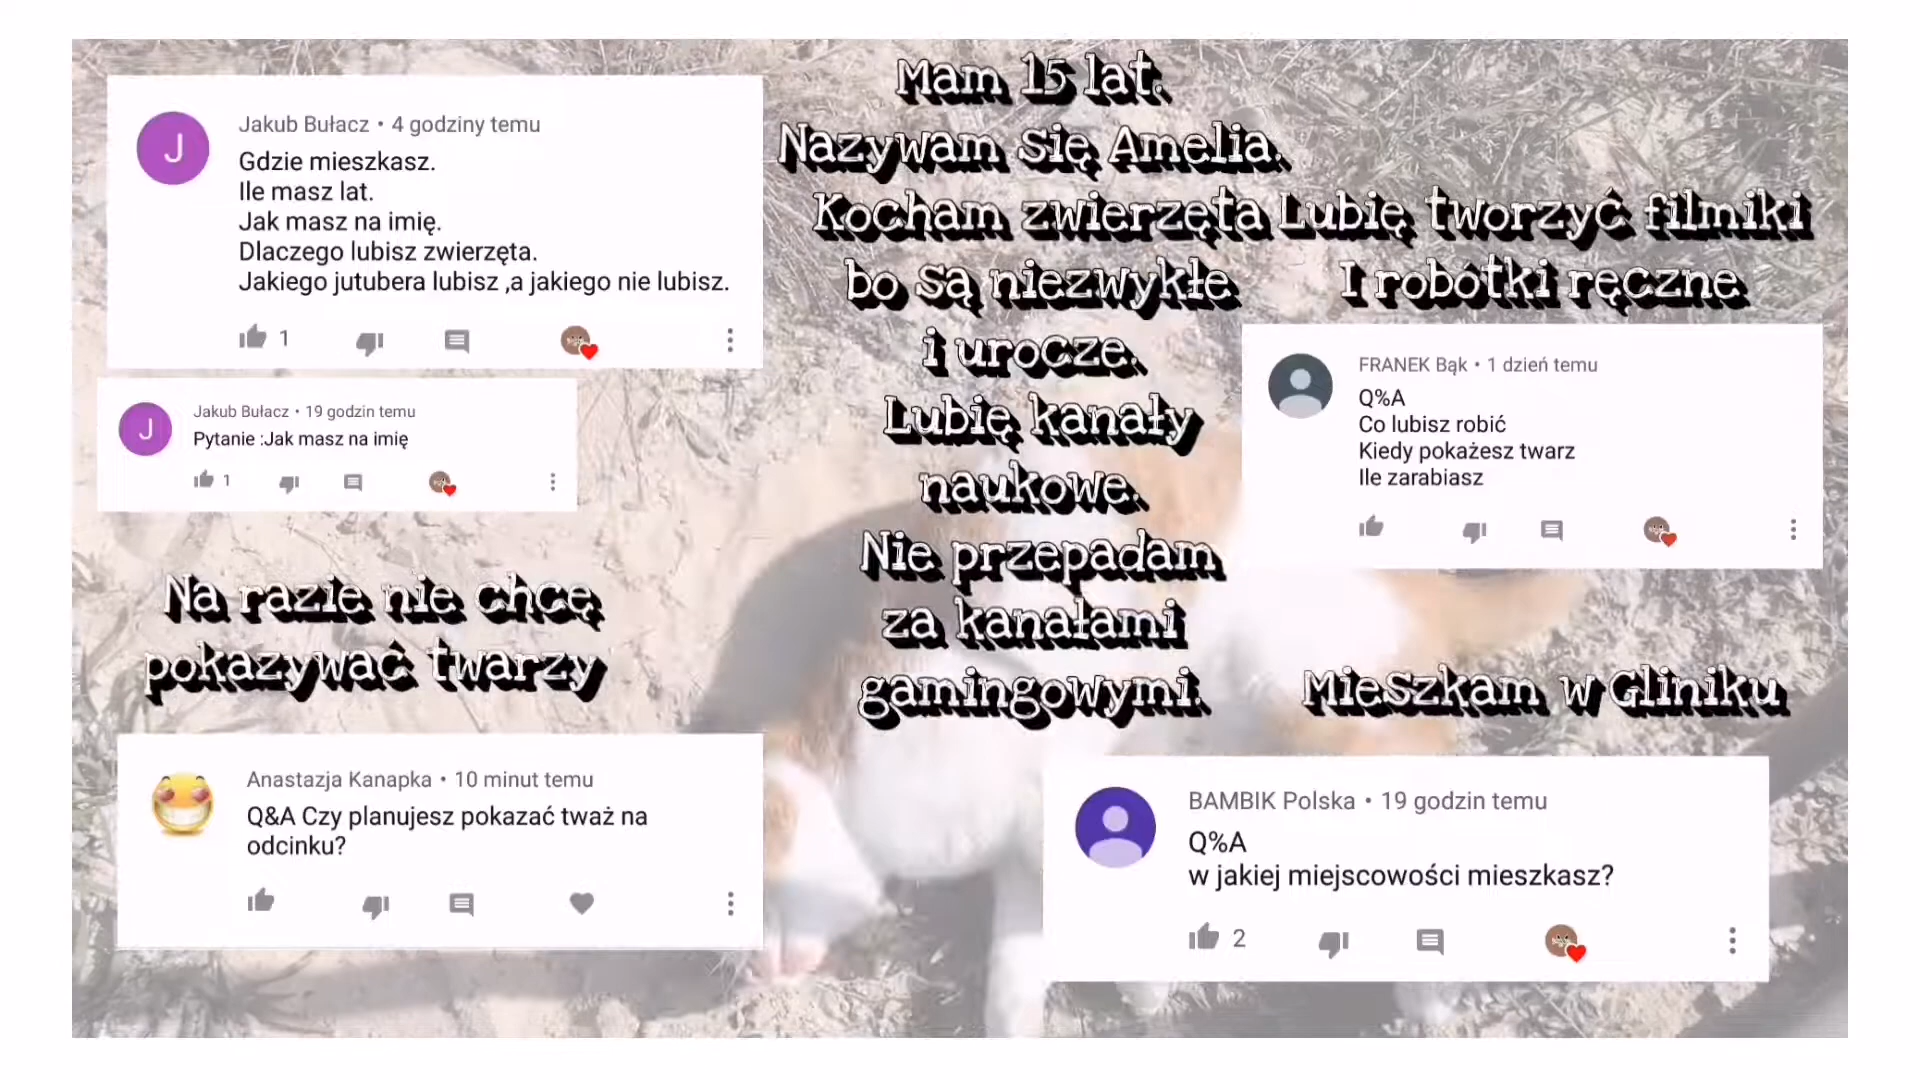 Jakub Bułacz • 4 godziny temu
Gdzie mieszkasz.
Ile masz lat.
Jak masz na imię.
Dlaczego lubisz zwierzęta.
Jakiego jutubera lubisz ,a jakiego nie lubisz.
1
Jakub Bułacz • 19 godzin temu
Pytanie :Jak masz na imię
1
Na razie nie chcę
pokazywać twarzy
Anastazja Kanapka • 10 minut temu
Q&A Czy planujesz pokazać tważ na
odcinku?
Mam 15 lat.
Nazywam się Amelia.
Kocham zwierzęta
bo są niezwykłe
i urocze.
Lubię kanały
naukowe.
Nie przepadam
za kanałami
gamingowymi.
Lubię tworzyć filmiki
I robótki ręczne
FRANEK Bąk • 1 dzień temu
Q%A
Co lubisz robić
Kiedy pokażesz twarz
Ile zarabiasz
Mieszkam w Gliniku
BAMBIK Polska • 19 godzin temu
Q%A
w jakiej miejscowości mieszkasz?
2
J
J